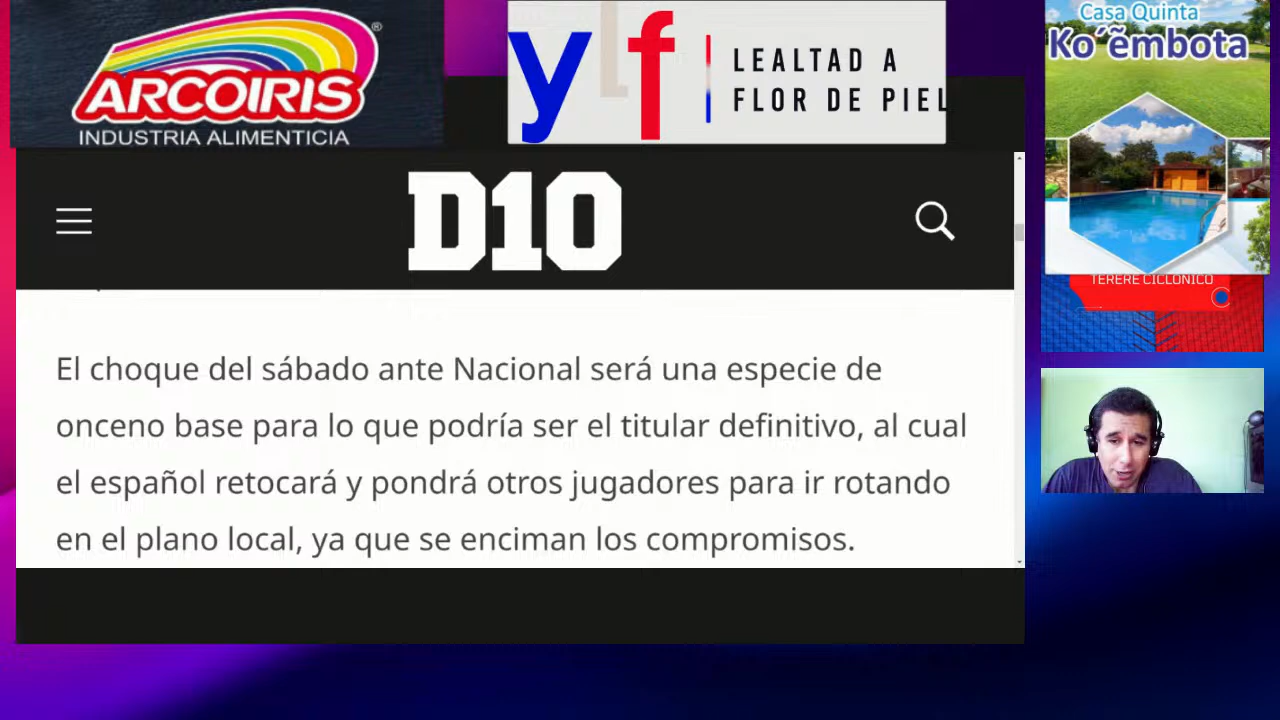 ARCOIRIS®
INDUSTRIA ALIMENTICIA
yf
LEALTAD A
FLOR DE PIEL
Casa Quinta
Ko´ẽmbota
D10
TERERE CICLONICO
El choque del sábado ante Nacional será una especie de
onceno base para lo que podría ser el titular definitivo, al cual
el español retocará y pondrá otros jugadores para ir rotando
en el plano local, ya que se enciman los compromisos.